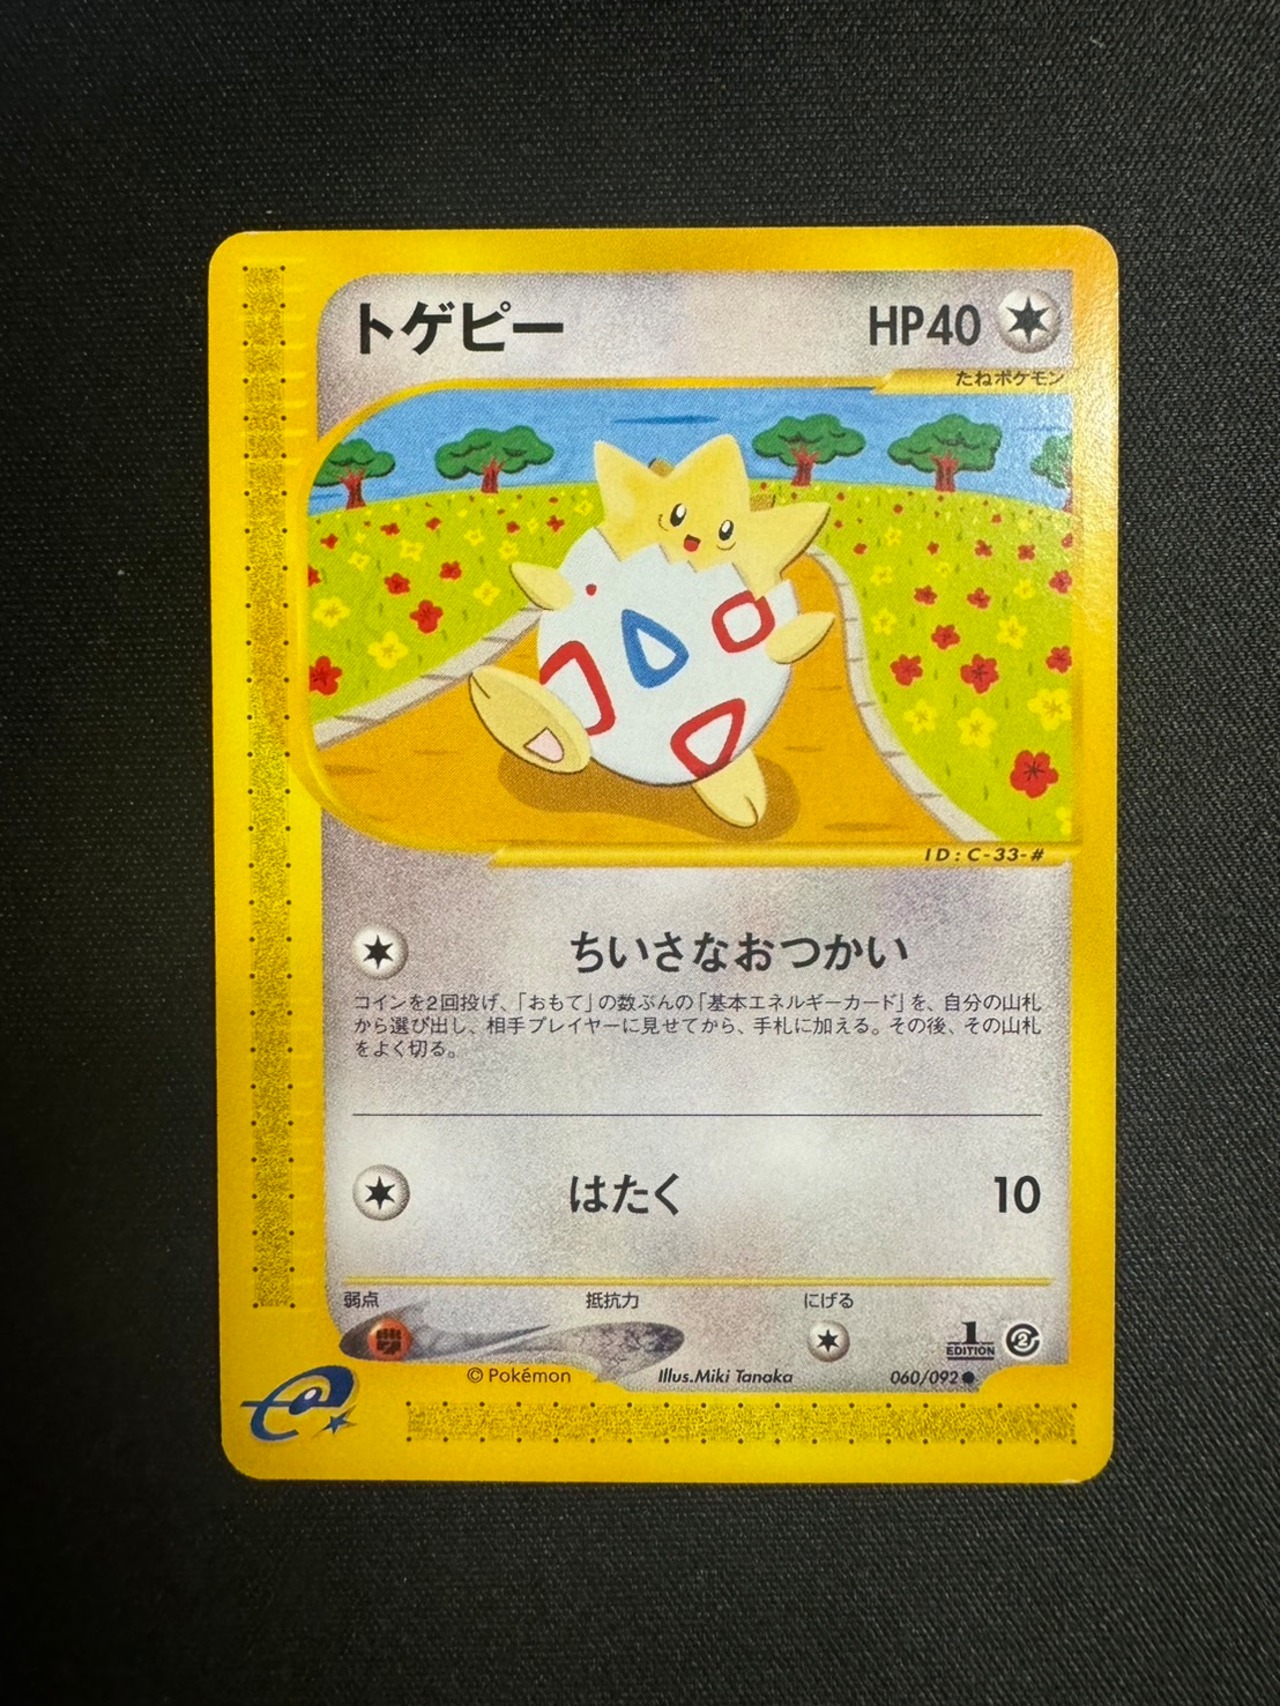 トゲピー HP40
たねポケモン
ID:C-33-#
ちいさなおつかい
コインを2回投げ、「おもて」の数ぶんの「基本エネルギーカード」を、自分の山札
から選び出し、相手プレイヤーに見せてから、手札に加える。その後、その山札
をよく切る。
はたく 10
弱点 抵抗力 にげる
1 EDITION 2
© Pokémon Illus.Miki Tanaka 060/092●
e